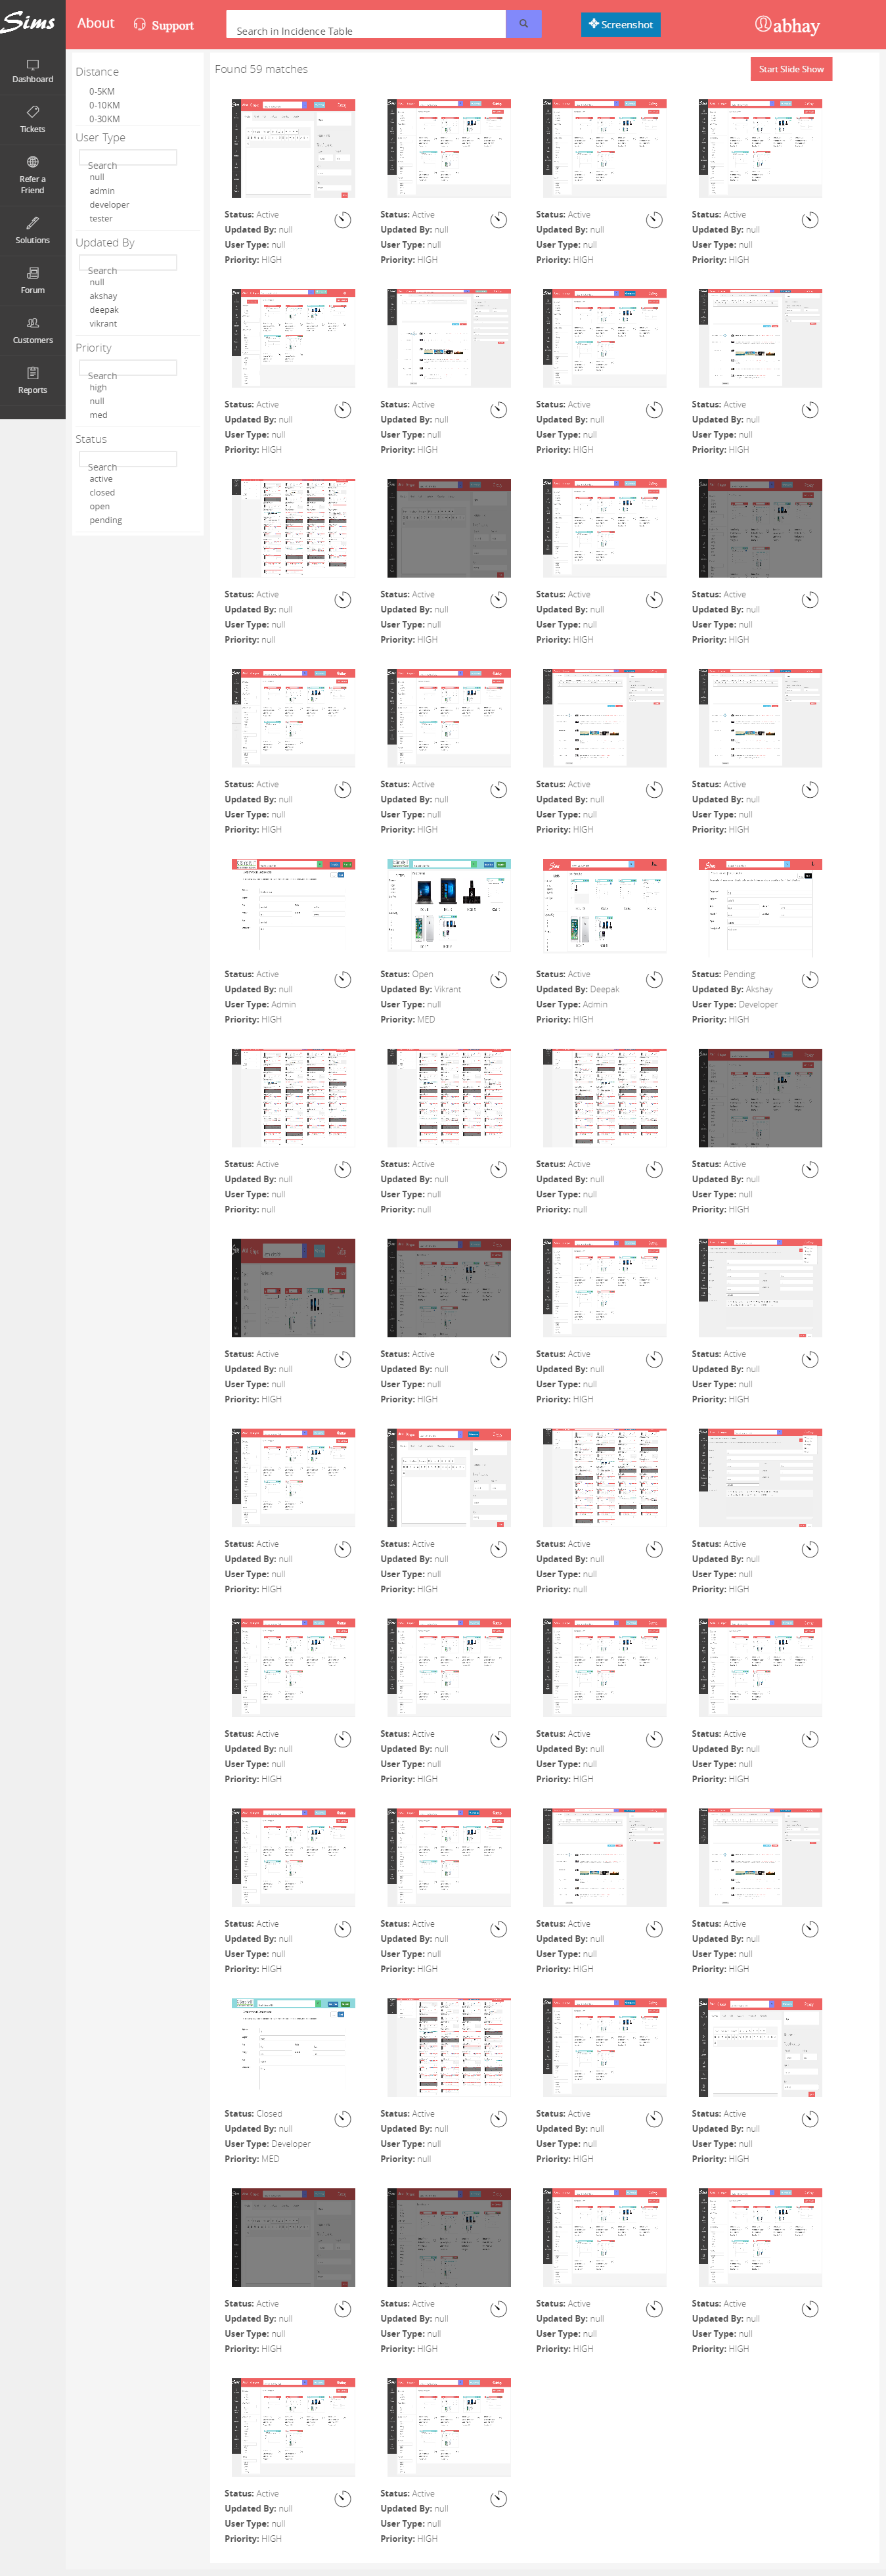 Sims
About
Support
Search in Incidence Table
Screenshot
abhay
Dashboard
Tickets
Refer a
Friend
Solutions
Forum
Customers
Reports
Distance
0-5KM
0-10KM
0-30KM
User Type
Search
null
admin
developer
tester
Updated By
Search
null
akshay
deepak
vikrant
Priority
Search
high
null
med
Status
Search
active
closed
open
pending
Found 59 matches
Start Slide Show
Status: Active Status: Active Status: Active Status: Active
Updated By: null Updated By: null Updated By: null Updated By: null
User Type: null User Type: null User Type: null User Type: null
Priority: HIGH Priority: HIGH Priority: HIGH Priority: HIGH
Status: Active Status: Active Status: Active Status: Active
Updated By: null Updated By: null Updated By: null Updated By: null
User Type: null User Type: null User Type: null User Type: null
Priority: HIGH Priority: HIGH Priority: HIGH Priority: HIGH
Status: Active Status: Active Status: Active Status: Active
Updated By: null Updated By: null Updated By: null Updated By: null
User Type: null User Type: null User Type: null User Type: null
Priority: null Priority: HIGH Priority: HIGH Priority: HIGH
Status: Active Status: Active Status: Active Status: Active
Updated By: null Updated By: null Updated By: null Updated By: null
User Type: null User Type: null User Type: null User Type: null
Priority: HIGH Priority: HIGH Priority: HIGH Priority: HIGH
Status: Active Status: Open Status: Active Status: Pending
Updated By: null Updated By: Vikrant Updated By: Deepak Updated By: Akshay
User Type: Admin User Type: null User Type: Admin User Type: Developer
Priority: HIGH Priority: MED Priority: HIGH Priority: HIGH
Status: Active Status: Active Status: Active Status: Active
Updated By: null Updated By: null Updated By: null Updated By: null
User Type: null User Type: null User Type: null User Type: null
Priority: null Priority: null Priority: null Priority: HIGH
Status: Active Status: Active Status: Active Status: Active
Updated By: null Updated By: null Updated By: null Updated By: null
User Type: null User Type: null User Type: null User Type: null
Priority: HIGH Priority: HIGH Priority: HIGH Priority: HIGH
Status: Active Status: Active Status: Active Status: Active
Updated By: null Updated By: null Updated By: null Updated By: null
User Type: null User Type: null User Type: null User Type: null
Priority: HIGH Priority: HIGH Priority: null Priority: HIGH
Status: Active Status: Active Status: Active Status: Active
Updated By: null Updated By: null Updated By: null Updated By: null
User Type: null User Type: null User Type: null User Type: null
Priority: HIGH Priority: HIGH Priority: HIGH Priority: HIGH
Status: Active Status: Active Status: Active Status: Active
Updated By: null Updated By: null Updated By: null Updated By: null
User Type: null User Type: null User Type: null User Type: null
Priority: HIGH Priority: HIGH Priority: HIGH Priority: HIGH
Status: Closed Status: Active Status: Active Status: Active
Updated By: null Updated By: null Updated By: null Updated By: null
User Type: Developer User Type: null User Type: null User Type: null
Priority: MED Priority: null Priority: HIGH Priority: HIGH
Status: Active Status: Active Status: Active Status: Active
Updated By: null Updated By: null Updated By: null Updated By: null
User Type: null User Type: null User Type: null User Type: null
Priority: HIGH Priority: HIGH Priority: HIGH Priority: HIGH
Status: Active Status: Active
Updated By: null Updated By: null
User Type: null User Type: null
Priority: HIGH Priority: HIGH